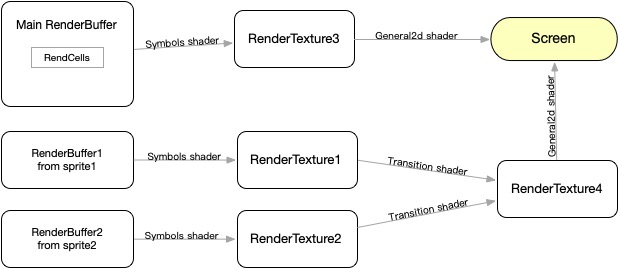 Main RenderBuffer
RendCells
Symbols shader
RenderTexture3
General2d shader
Screen
General2d shader
RenderBuffer1
from sprite1
Symbols shader
RenderTexture1
Transition shader
RenderTexture4
RenderBuffer2
from sprite2
Symbols shader
RenderTexture2
Transition shader